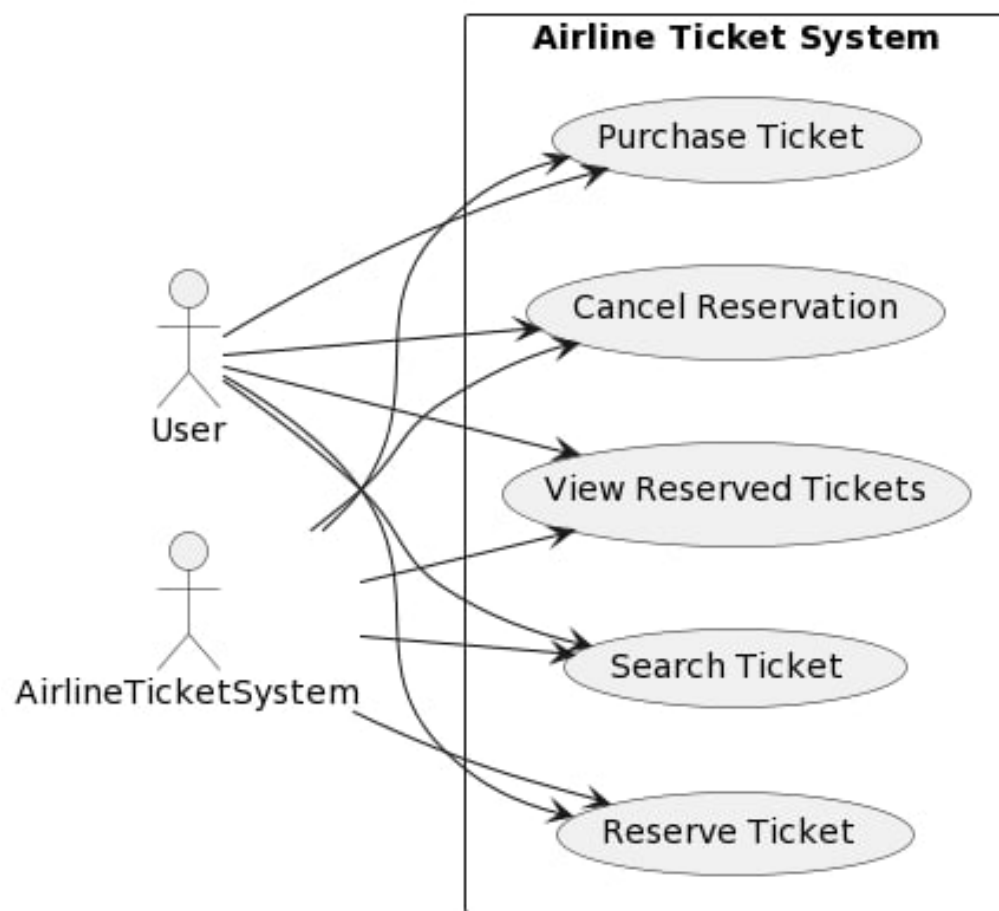 Airline Ticket System
Purchase Ticket
Cancel Reservation
User
View Reserved Tickets
Search Ticket
AirlineTicketSystem
Reserve Ticket